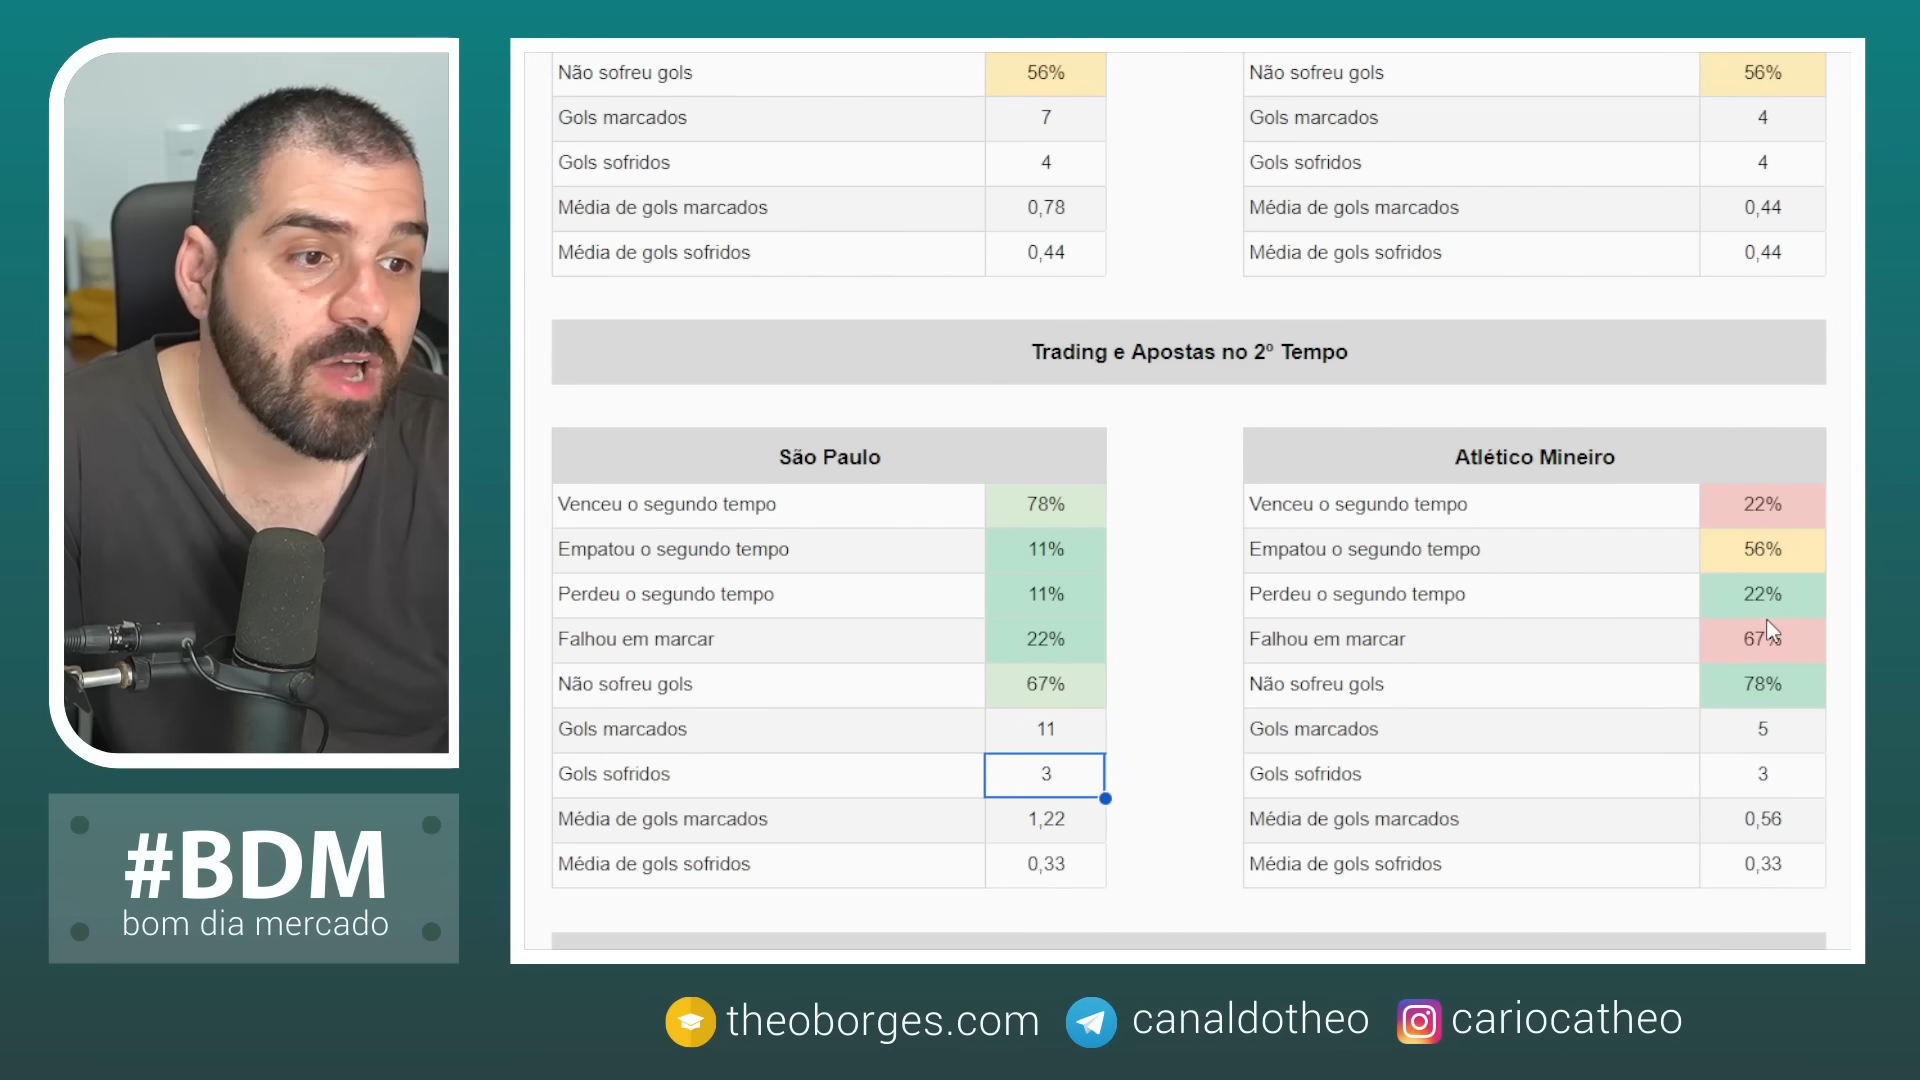 Não sofreu gols 56% Não sofreu gols 56%
Gols marcados 7 Gols marcados 4
Gols sofridos 4 Gols sofridos 4
Média de gols marcados 0,78 Média de gols marcados 0,44
Média de gols sofridos 0,44 Média de gols sofridos 0,44
Trading e Apostas no 2º Tempo
São Paulo Atlético Mineiro
Venceu o segundo tempo 78% Venceu o segundo tempo 22%
Empatou o segundo tempo 11% Empatou o segundo tempo 56%
Perdeu o segundo tempo 11% Perdeu o segundo tempo 22%
Falhou em marcar 22% Falhou em marcar 67%
Não sofreu gols 67% Não sofreu gols 78%
Gols marcados 11 Gols marcados 5
Gols sofridos 3 Gols sofridos 3
Média de gols marcados 1,22 Média de gols marcados 0,56
Média de gols sofridos 0,33 Média de gols sofridos 0,33
#BDM
bom dia mercado
theoborges.com canaldotheo cariocatheo